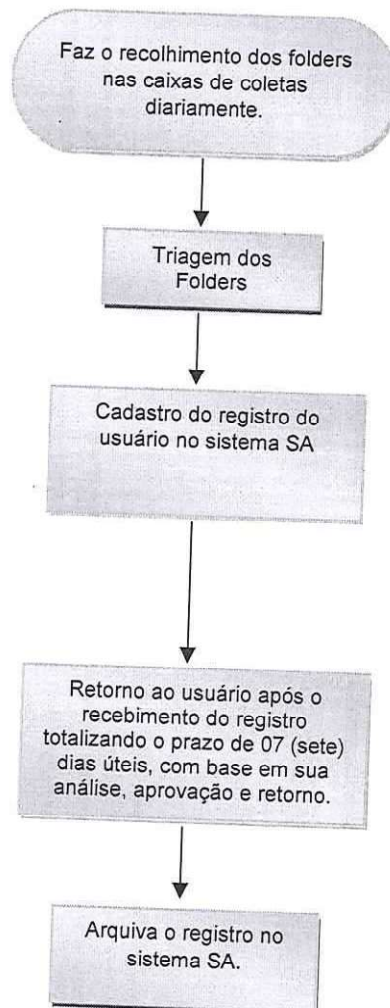 Faz o recolhimento dos folders
nas caixas de coletas
diariamente.
Triagem dos
Folders
Cadastro do registro do
usuário no sistema SA
Retorno ao usuário após o
recebimento do registro
totalizando o prazo de 07 (sete)
dias úteis, com base em sua
análise, aprovação e retorno.
Arquiva o registro no
sistema SA.